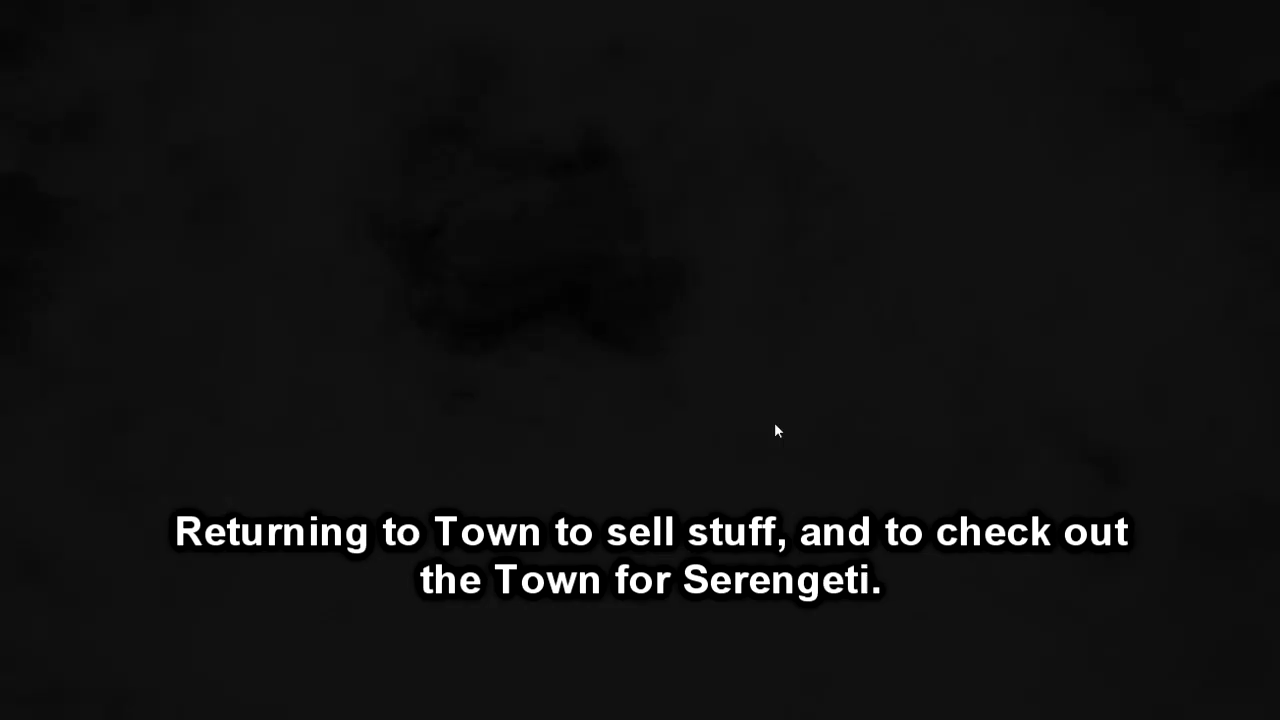 Returning to Town to sell stuff, and to check out
the Town for Serengeti.